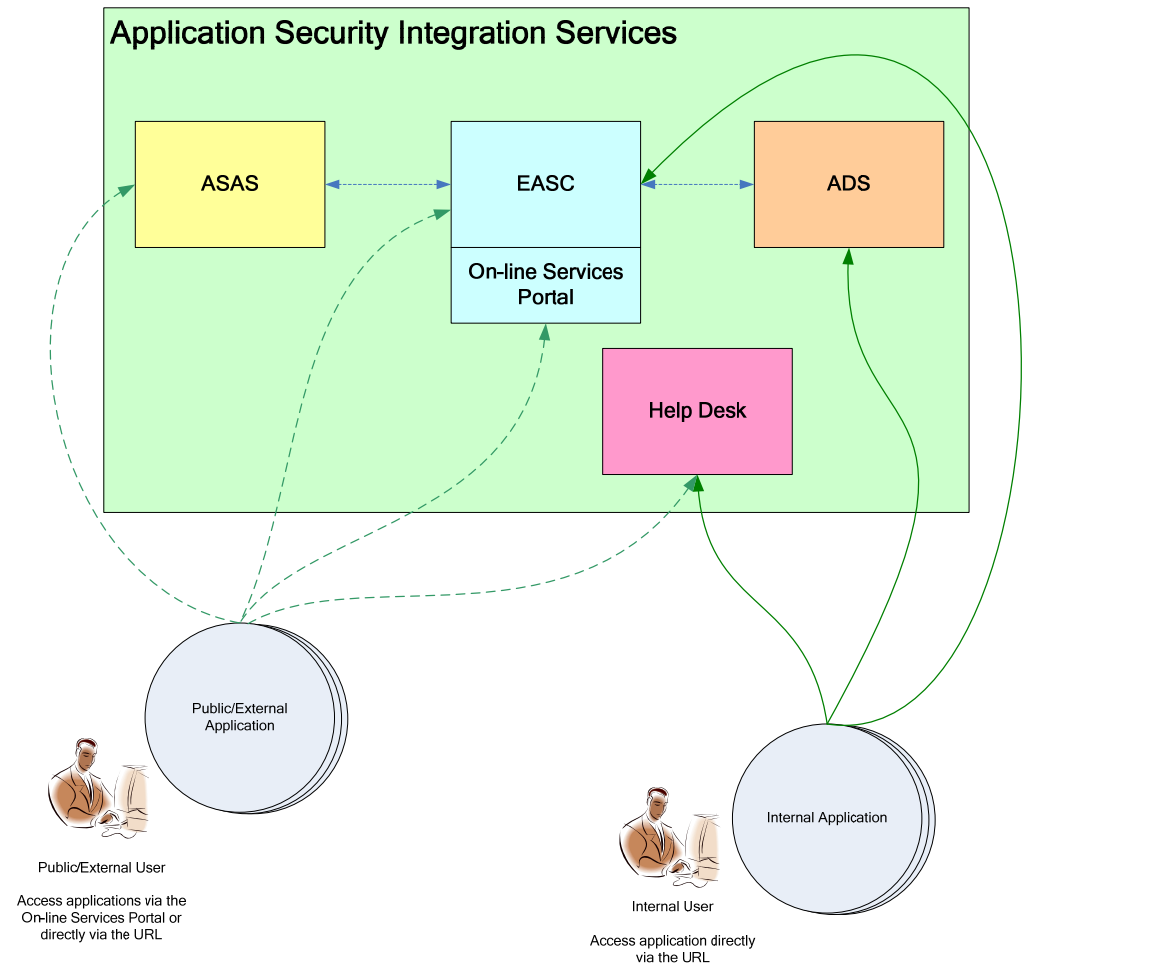 Application Security Integration Services
ASAS
EASC
ADS
On-line Services
Portal
Help Desk
Public/External
Application
Internal Application
Public/External User
Access applications via the
On-line Services Portal or
directly via the URL
Internal User
Access application directly
via the URL